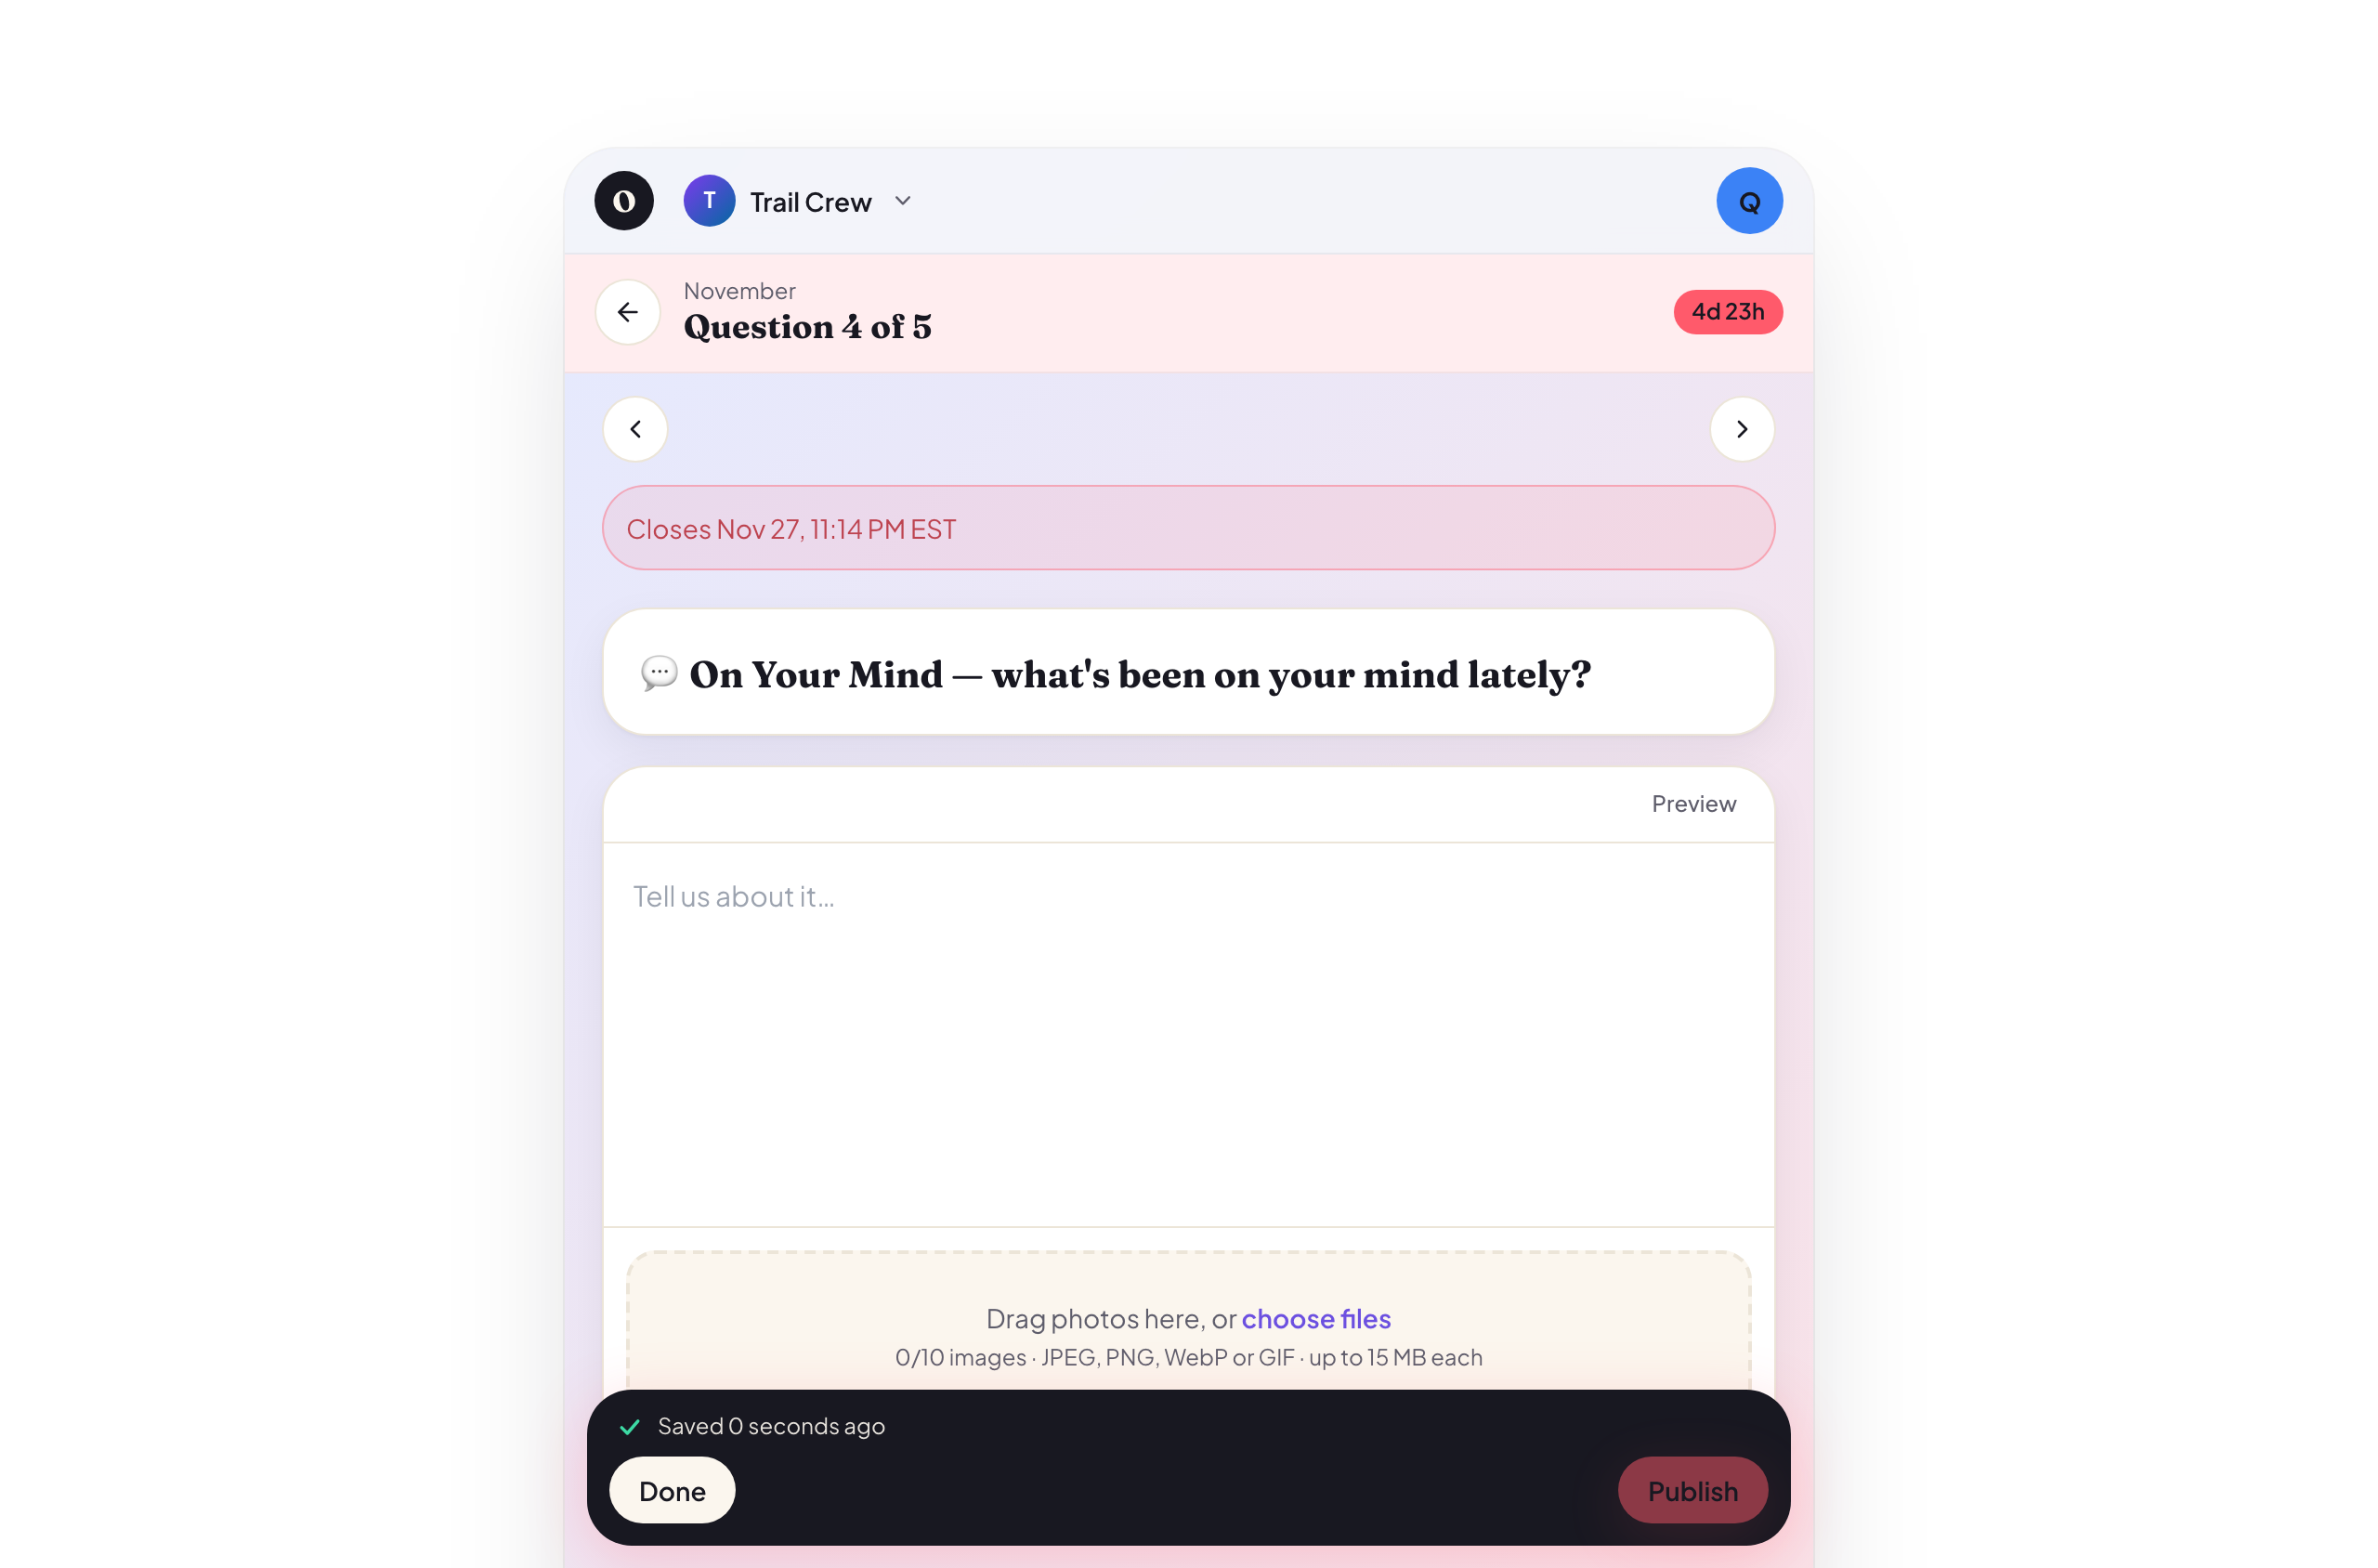 O T Trail Crew Q
November
Question 4 of 5
4d 23h
Closes Nov 27, 11:14 PM EST
💬 On Your Mind — what's been on your mind lately?
Preview
Tell us about it...
Drag photos here, or choose files
0/10 images · JPEG, PNG, WebP or GIF · up to 15 MB each
Saved 0 seconds ago
Done Publish